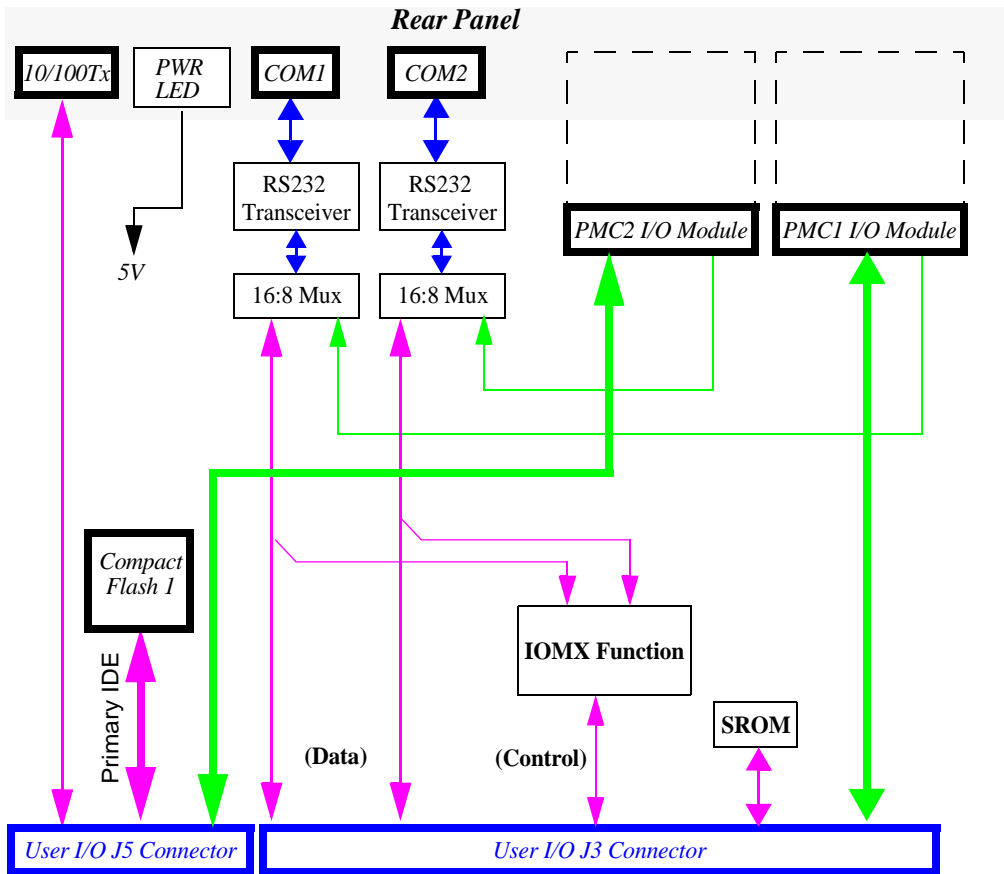 Rear Panel
10/100Tx
PWR
LED
COM1
COM2
RS232
Transceiver
RS232
Transceiver
PMC2 I/O Module
PMC1 I/O Module
5V
16:8 Mux
16:8 Mux
Compact
Flash 1
Primary IDE
IOMX Function
SROM
(Data)
(Control)
User I/O J5 Connector
User I/O J3 Connector